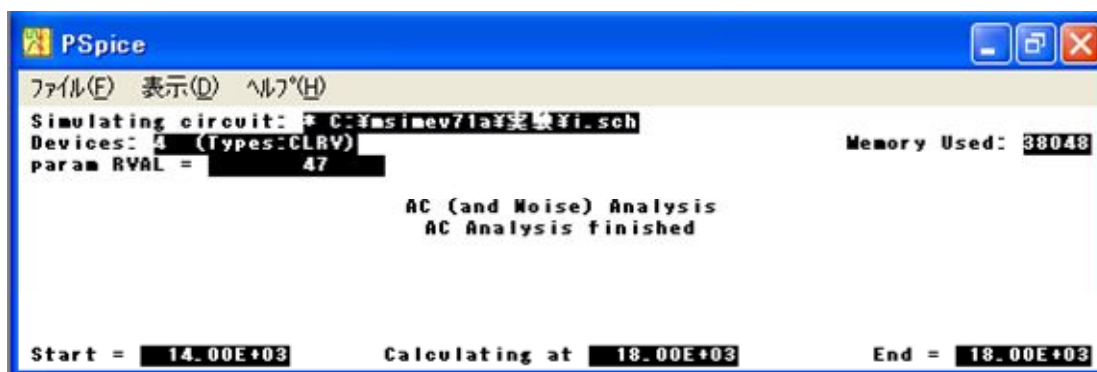 PSpice
ファイル(F) 表示(D) ヘルプ(H)
Simulating circuit: * C:¥msimev71a¥実験¥i.sch
Devices: 4 (Types:CLRV) Memory Used: 38048
param RVAL = 47
AC (and Noise) Analysis
AC Analysis finished
Start = 14.00E+03 Calculating at 18.00E+03 End = 18.00E+03